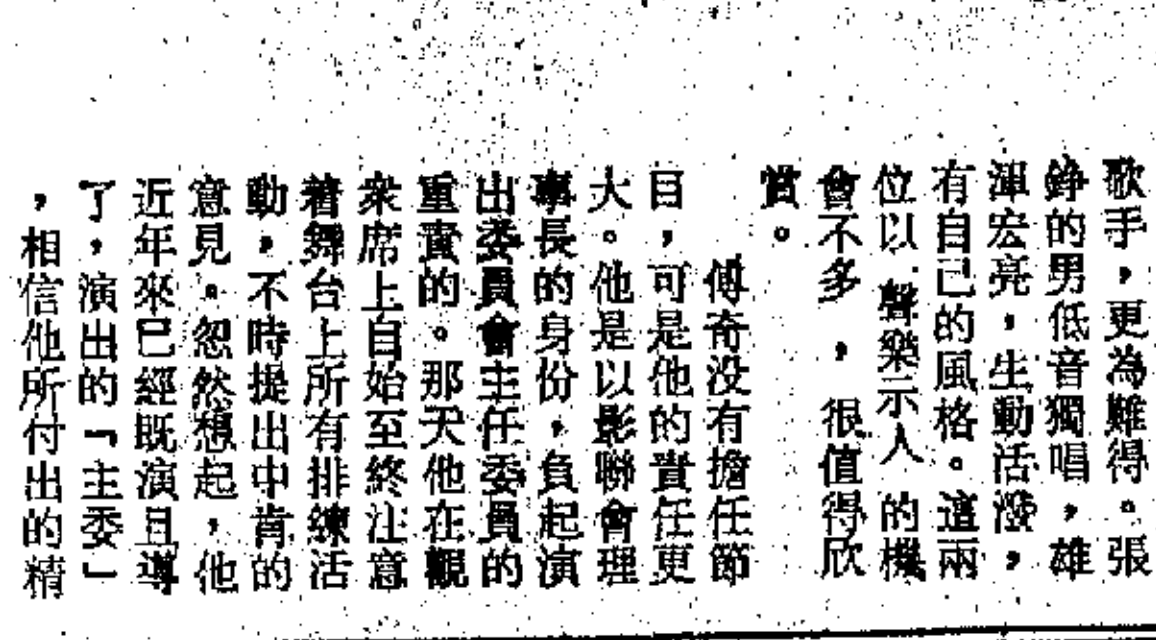 歌手，更為難得。張
錚的男低音獨唱，雄
渾宏亮，生動活潑，
有自己的風格。這兩
位以 聲樂示人 的機
會不多 ， 很值得欣
賞。
傅奇没有擔任節
目，可是他的責任更
大。他是以影聯會理
事長的身份，負起演
出委員會主任委員的
重責的。那天他在觀
衆席上自始至終注意
着舞台上所有排練活
動，不時提出中肯的
意見。忽然想起，他
近年來已經既演且導
了，演出的「主委」
，相信他所付出的精